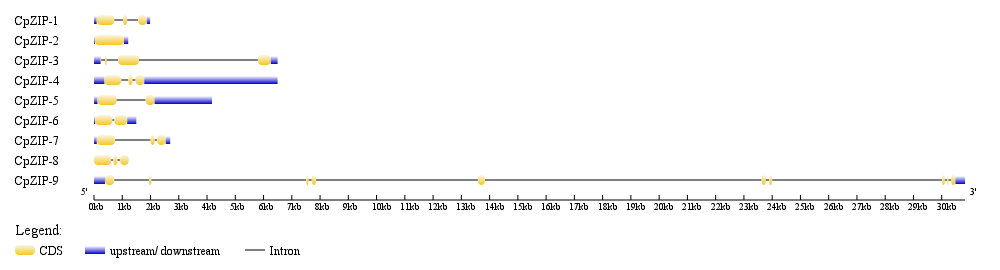 CpZIP-1
CpZIP-2
CpZIP-3
CpZIP-4
CpZIP-5
CpZIP-6
CpZIP-7
CpZIP-8
CpZIP-9
5' 3'
0kb 1kb 2kb 3kb 4kb 5kb 6kb 7kb 8kb 9kb 10kb 11kb 12kb 13kb 14kb 15kb 16kb 17kb 18kb 19kb 20kb 21kb 22kb 23kb 24kb 25kb 26kb 27kb 28kb 29kb 30kb
Legend:
CDS upstream/ downstream Intron